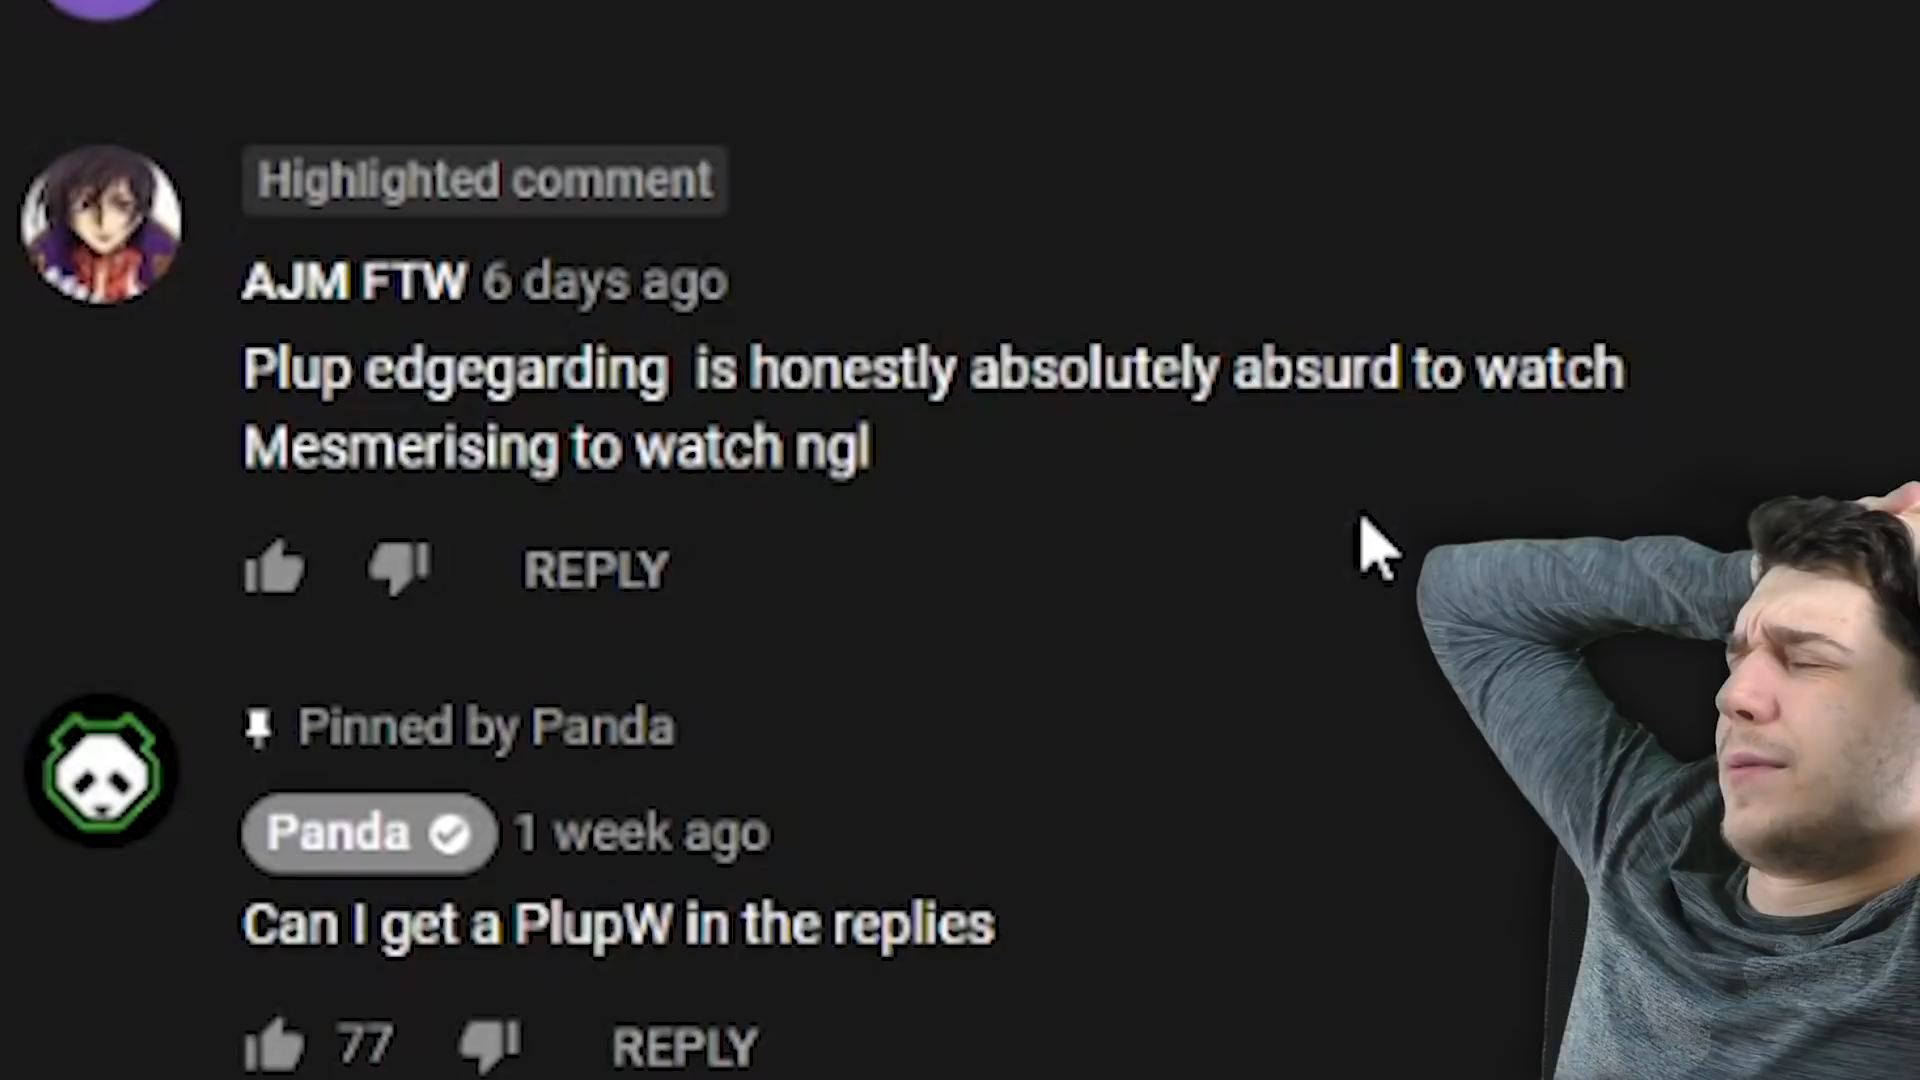 Highlighted comment
AJM FTW 6 days ago
Plup edgegarding is honestly absolutely absurd to watch
Mesmerising to watch ngl
REPLY
Pinned by Panda
Panda 1 week ago
Can I get a PlupW in the replies
77 REPLY